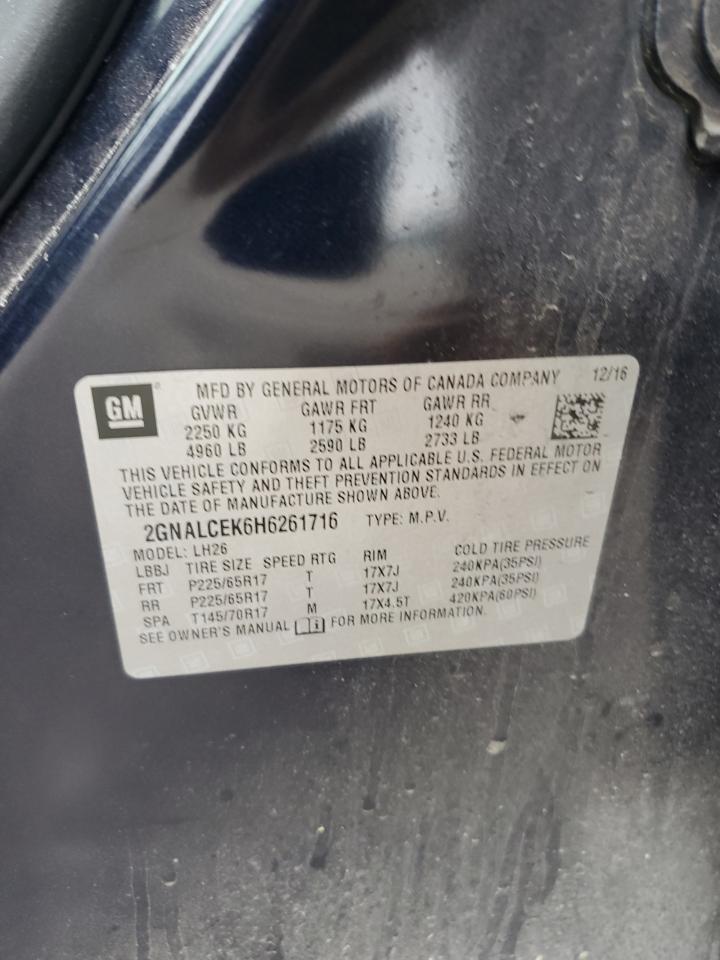 GM
MFD BY GENERAL MOTORS OF CANADA COMPANY 12/16
GVWR GAWR FRT GAWR RR
2250 KG 1175 KG 1240 KG
4960 LB 2590 LB 2733 LB
THIS VEHICLE CONFORMS TO ALL APPLICABLE U.S. FEDERAL MOTOR
VEHICLE SAFETY AND THEFT PREVENTION STANDARDS IN EFFECT ON
THE DATE OF MANUFACTURE SHOWN ABOVE.
2GNALCEK6H6261716 TYPE: M.P.V.
MODEL: LH26
LBBJ TIRE SIZE SPEED RTG RIM COLD TIRE PRESSURE
FRT P225/65R17 T 17X7J 240KPA(35PSI)
RR P225/65R17 T 17X7J 240KPA(35PSI)
SPA T145/70R17 M 17X4.5T 420KPA(60PSI)
SEE OWNER'S MANUAL i FOR MORE INFORMATION.